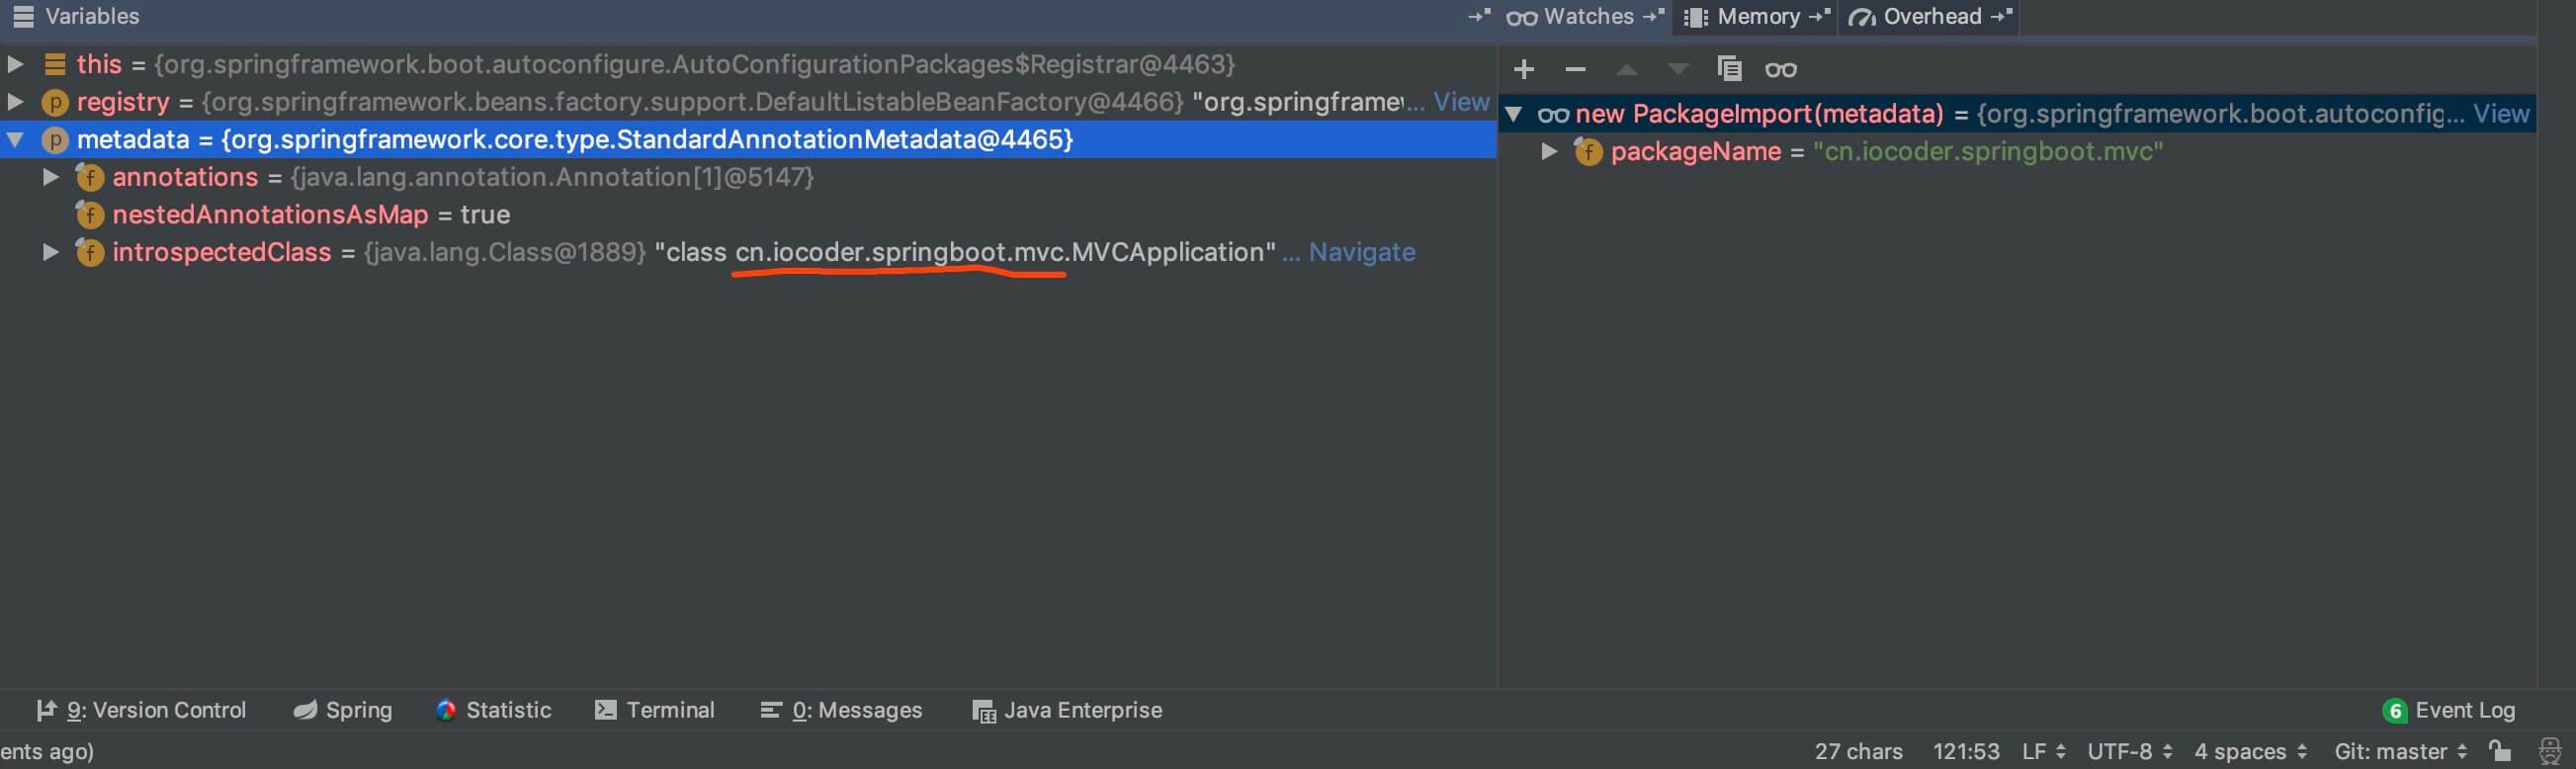 Variables
Watches
Memory
Overhead
this = {org.springframework.boot.autoconfigure.AutoConfigurationPackages$Registrar@4463}
registry = {org.springframework.beans.factory.support.DefaultListableBeanFactory@4466} "org.springframew... View
new PackageImport(metadata) = {org.springframework.boot.autoconfig... View
metadata = {org.springframework.core.type.StandardAnnotationMetadata@4465}
packageName = "cn.iocoder.springboot.mvc"
annotations = {java.lang.annotation.Annotation[1]@5147}
nestedAnnotationsAsMap = true
introspectedClass = {java.lang.Class@1889} "class cn.iocoder.springboot.mvc.MVCApplication" ... Navigate
9: Version Control
Spring
Statistic
Terminal
0: Messages
Java Enterprise
6 Event Log
ents ago)
27 chars
121:53
LF
UTF-8
4 spaces
Git: master